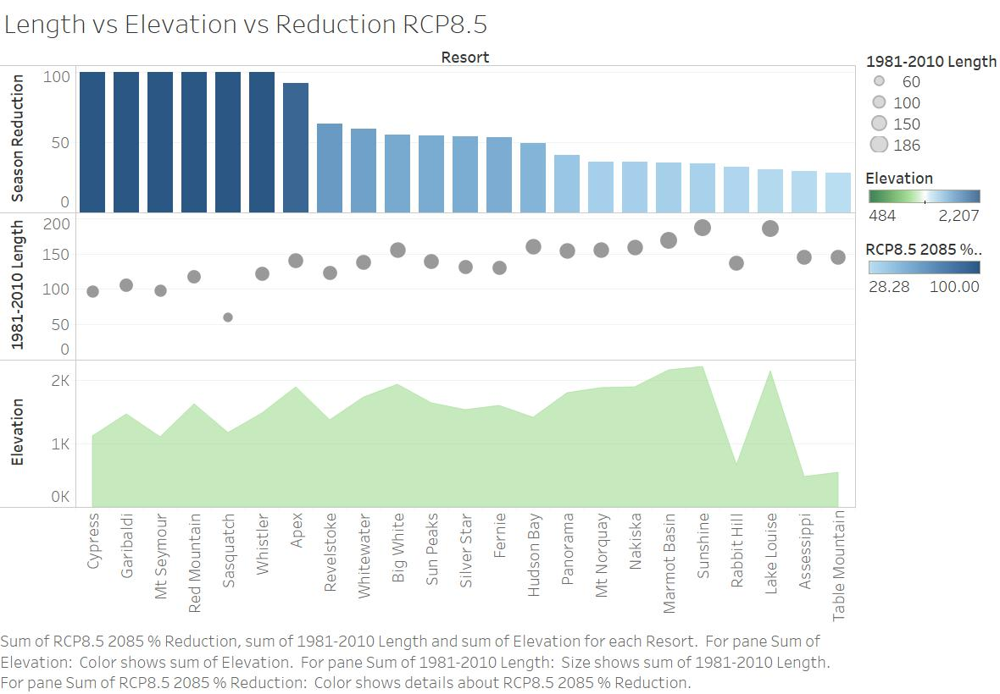 Length vs Elevation vs Reduction RCP8.5
Resort
Season Reduction
100
50
0
1981-2010 Length
200
150
100
50
0
Elevation
2K
1K
0K
Cypress
Garibaldi
Mt Seymour
Red Mountain
Sasquatch
Whistler
Apex
Revelstoke
Whitewater
Big White
Sun Peaks
Silver Star
Fernie
Hudson Bay
Panorama
Mt Norquay
Nakiska
Marmot Basin
Sunshine
Rabbit Hill
Lake Louise
Assessippi
Table Mountain
1981-2010 Length
60
100
150
186
Elevation
484 2,207
RCP8.5 2085 %..
28.28 100.00
Sum of RCP8.5 2085 % Reduction, sum of 1981-2010 Length and sum of Elevation for each Resort. For pane Sum of
Elevation: Color shows sum of Elevation. For pane Sum of 1981-2010 Length: Size shows sum of 1981-2010 Length.
For pane Sum of RCP8.5 2085 % Reduction: Color shows details about RCP8.5 2085 % Reduction.